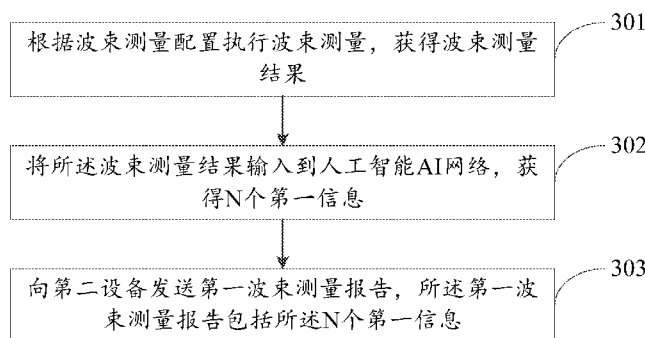 301
根据波束测量配置执行波束测量，获得波束测量
结果
302
将所述波束测量结果输入到人工智能AI网络，获
得N个第一信息
303
向第二设备发送第一波束测量报告，所述第一波
束测量报告包括所述N个第一信息